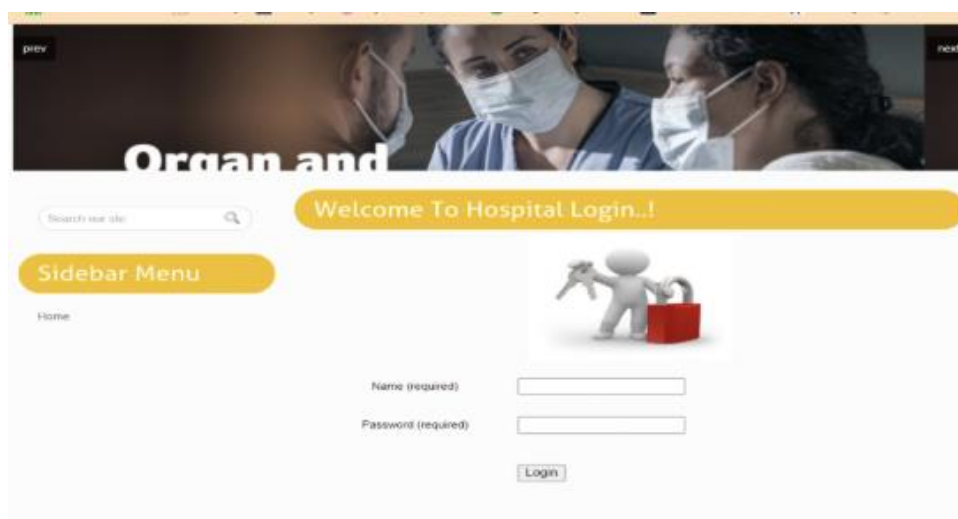 prev
next
Organ and
Search our site
Welcome To Hospital Login..!
Sidebar Menu
Home
Name (required)
Password (required)
Login